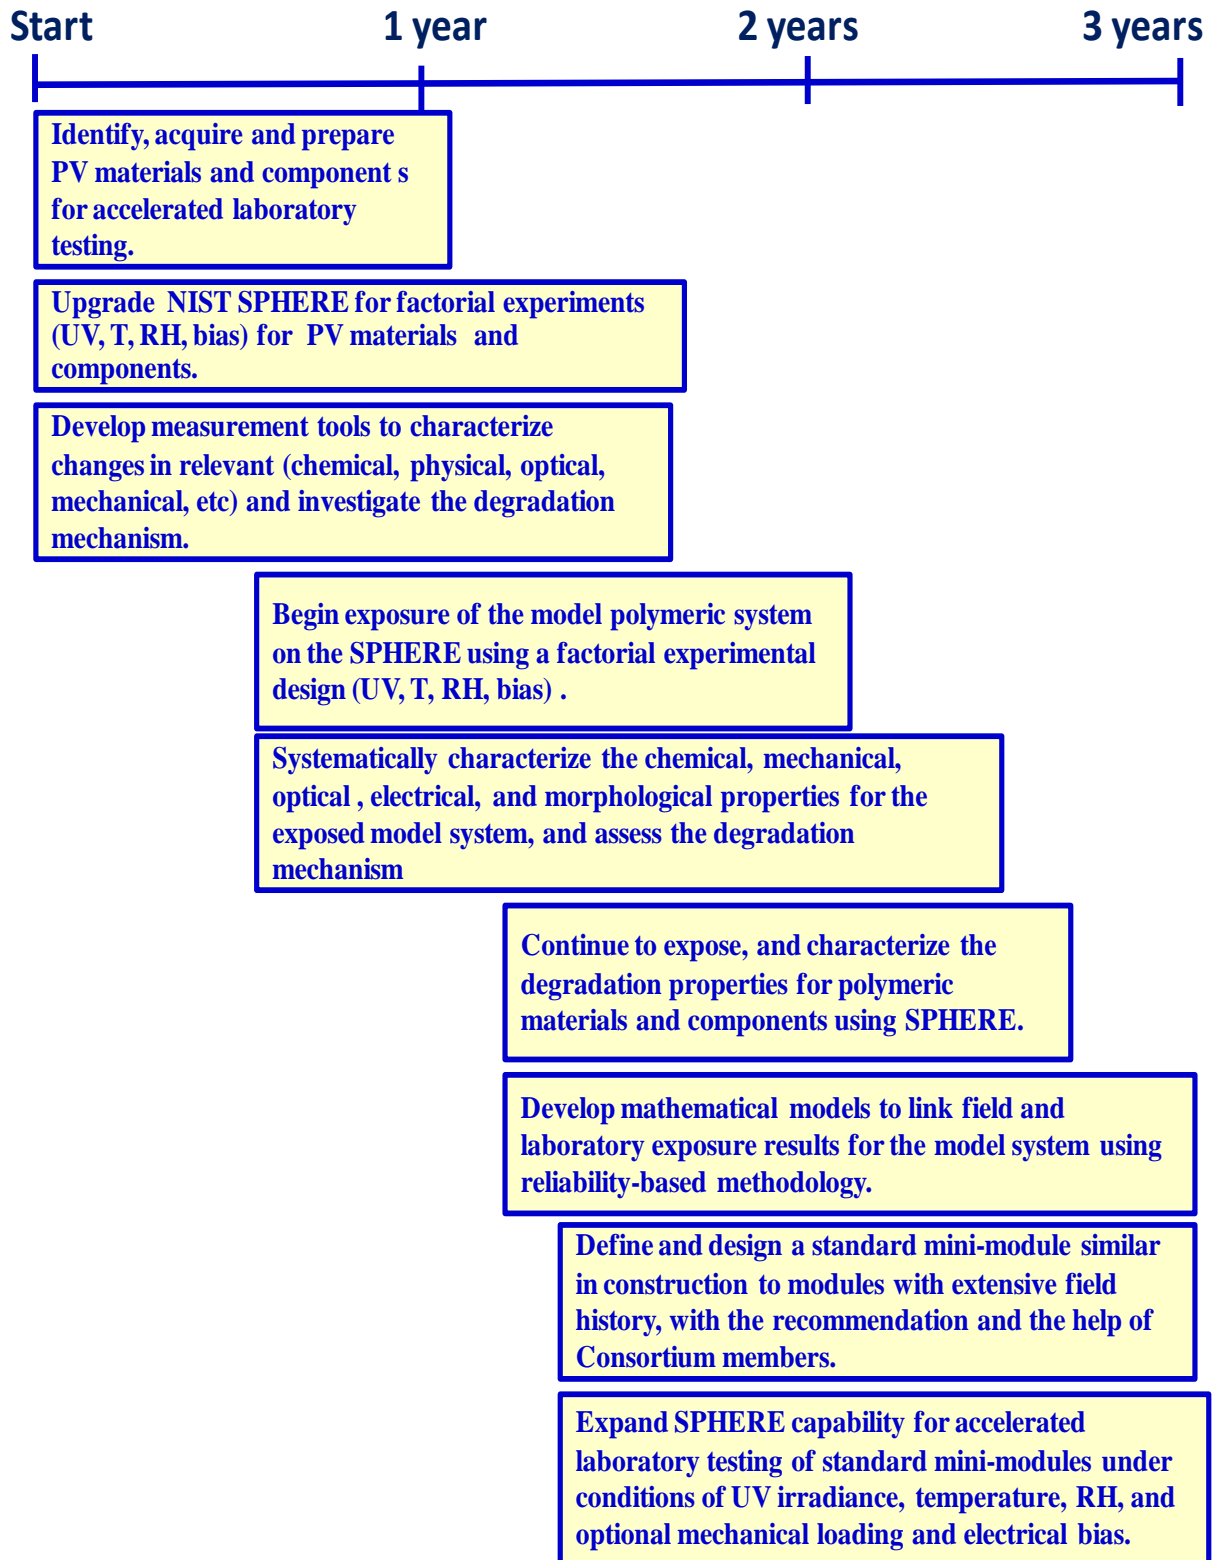 Start 1 year 2 years 3 years
Identify, acquire and prepare
PV materials and component s
for accelerated laboratory
testing.
Upgrade NIST SPHERE for factorial experiments
(UV, T, RH, bias) for PV materials and
components.
Develop measurement tools to characterize
changes in relevant (chemical, physical, optical,
mechanical, etc) and investigate the degradation
mechanism.
Begin exposure of the model polymeric system
on the SPHERE using a factorial experimental
design (UV, T, RH, bias) .
Systematically characterize the chemical, mechanical,
optical , electrical, and morphological properties for the
exposed model system, and assess the degradation
mechanism
Continue to expose, and characterize the
degradation properties for polymeric
materials and components using SPHERE.
Develop mathematical models to link field and
laboratory exposure results for the model system using
reliability-based methodology.
Define and design a standard mini-module similar
in construction to modules with extensive field
history, with the recommendation and the help of
Consortium members.
Expand SPHERE capability for accelerated
laboratory testing of standard mini-modules under
conditions of UV irradiance, temperature, RH, and
optional mechanical loading and electrical bias.